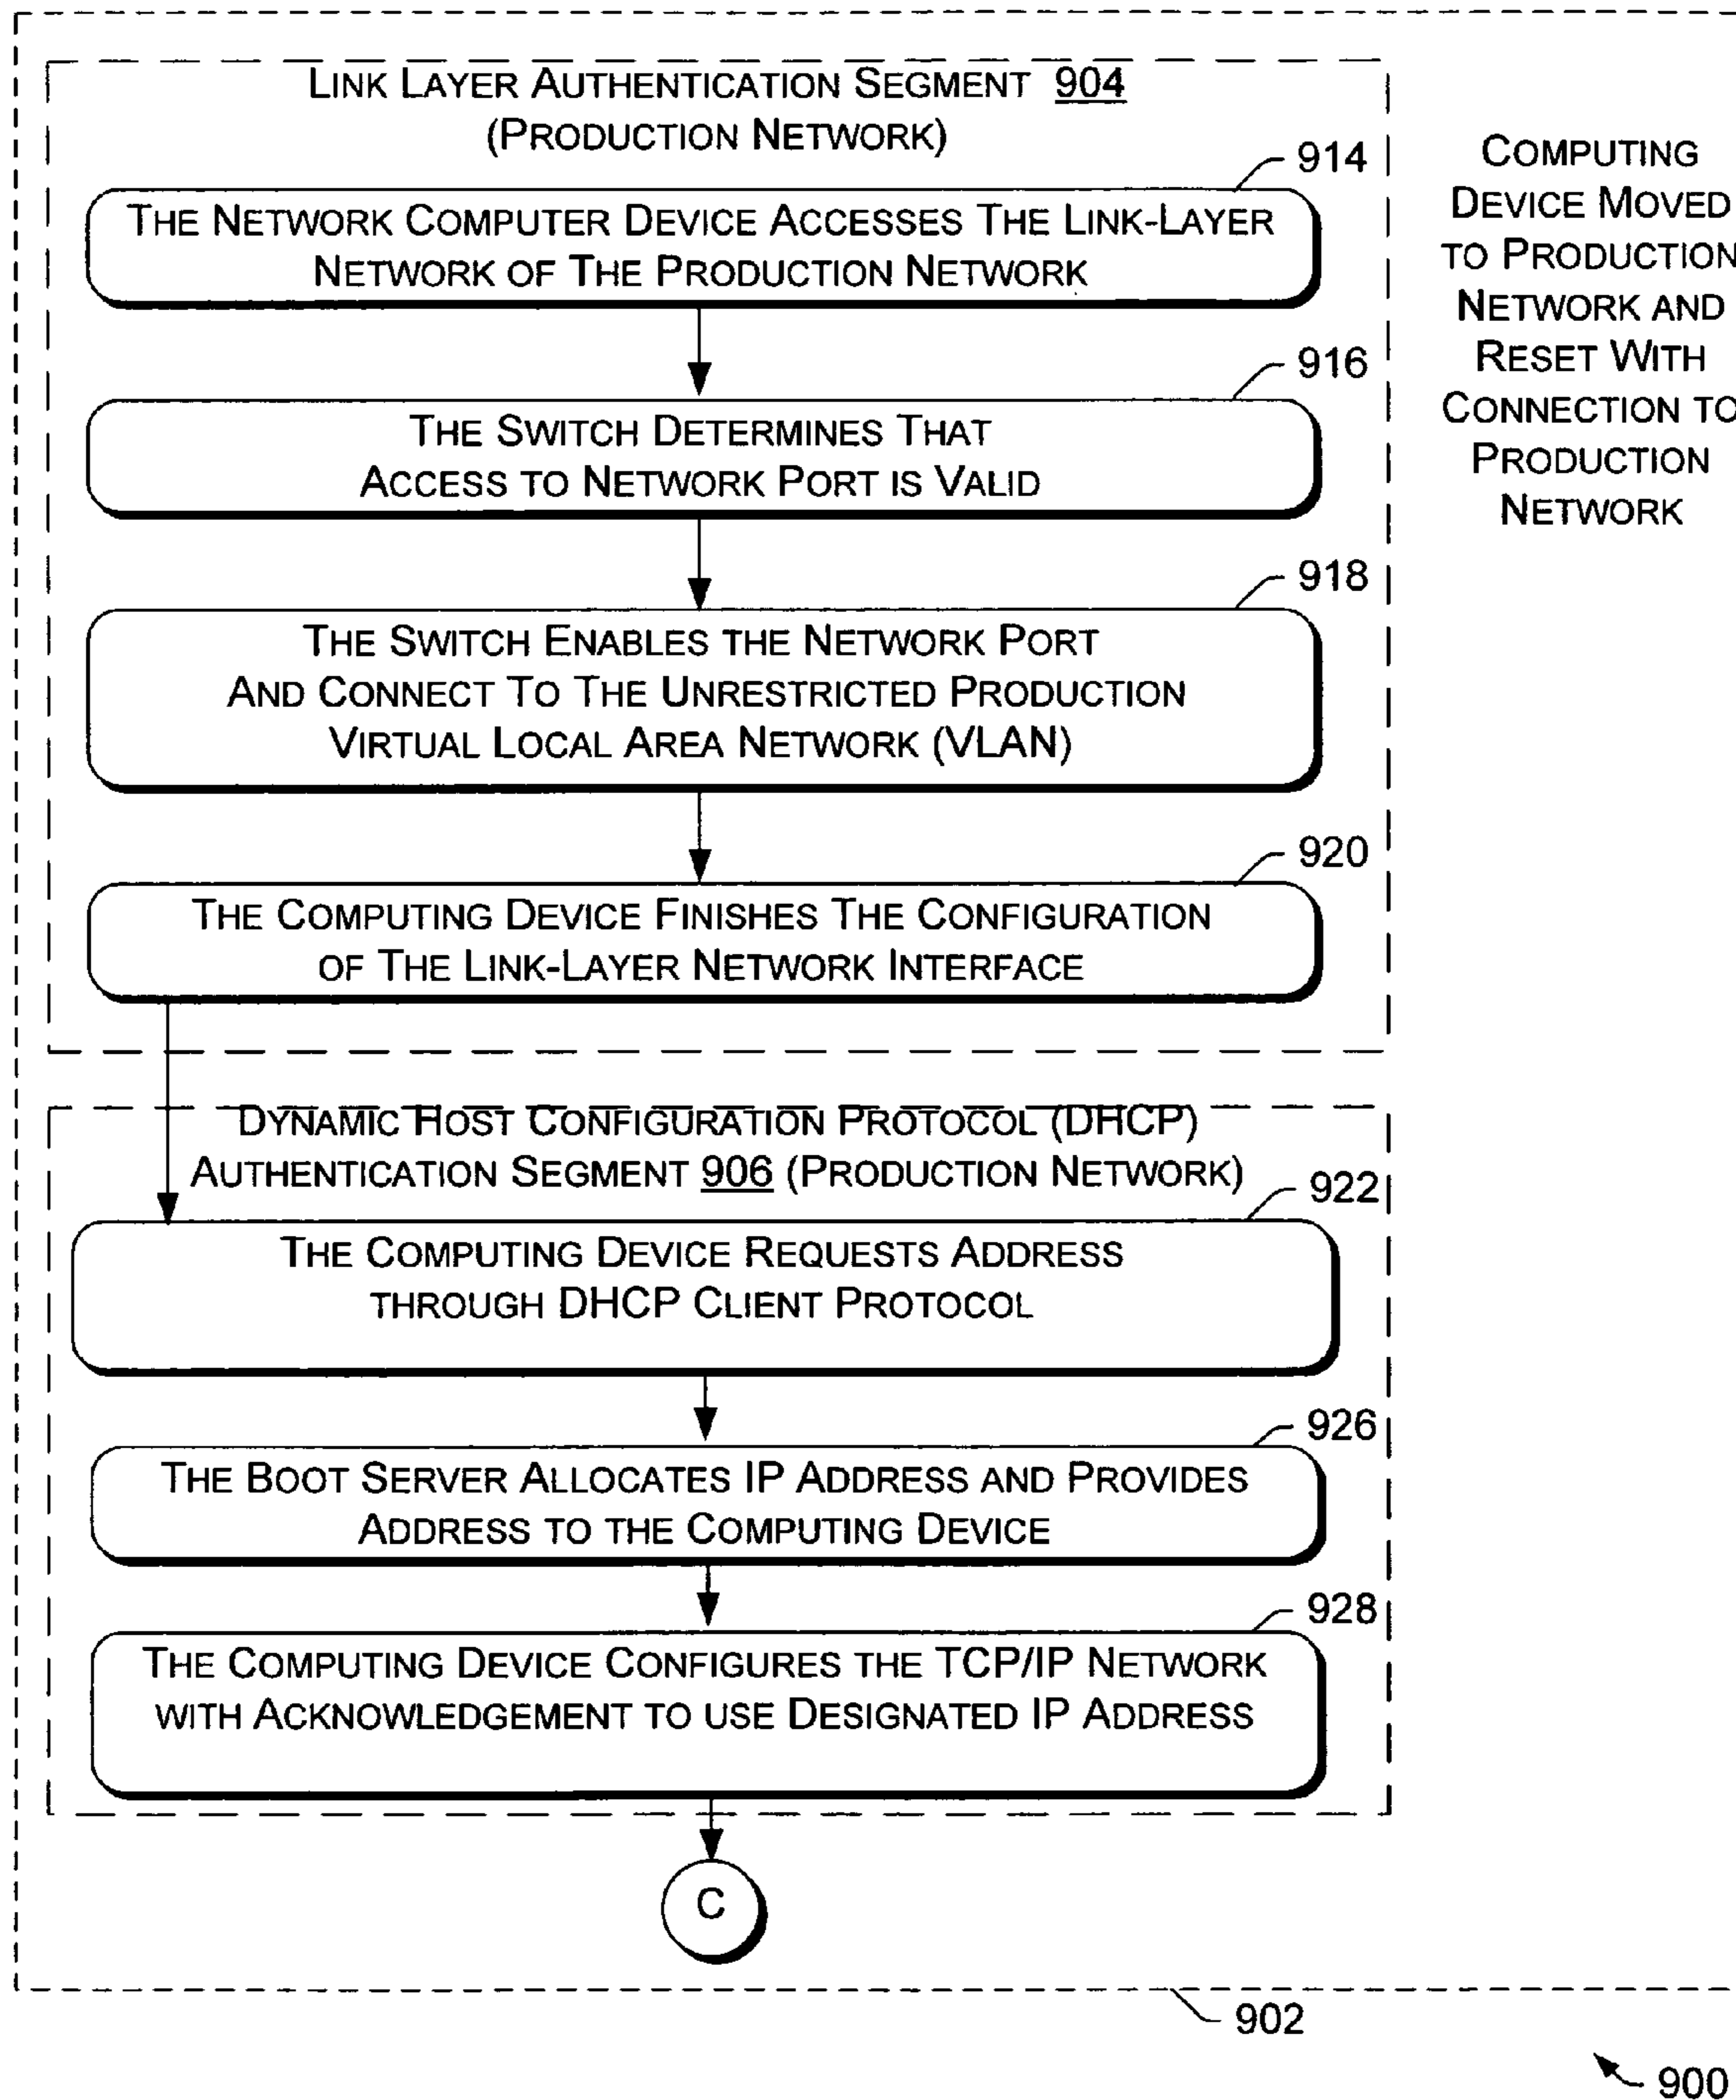 LINK LAYER AUTHENTICATION SEGMENT 904
(PRODUCTION NETWORK)
914
THE NETWORK COMPUTER DEVICE ACCESSES THE LINK-LAYER
NETWORK OF THE PRODUCTION NETWORK
916
THE SWITCH DETERMINES THAT
ACCESS TO NETWORK PORT IS VALID
918
THE SWITCH ENABLES THE NETWORK PORT
AND CONNECT TO THE UNRESTRICTED PRODUCTION
VIRTUAL LOCAL AREA NETWORK (VLAN)
920
THE COMPUTING DEVICE FINISHES THE CONFIGURATION
OF THE LINK-LAYER NETWORK INTERFACE
COMPUTING
DEVICE MOVED
TO PRODUCTION
NETWORK AND
RESET WITH
CONNECTION TO
PRODUCTION
NETWORK
DYNAMIC HOST CONFIGURATION PROTOCOL (DHCP)
AUTHENTICATION SEGMENT 906 (PRODUCTION NETWORK)
922
THE COMPUTING DEVICE REQUESTS ADDRESS
THROUGH DHCP CLIENT PROTOCOL
926
THE BOOT SERVER ALLOCATES IP ADDRESS AND PROVIDES
ADDRESS TO THE COMPUTING DEVICE
928
THE COMPUTING DEVICE CONFIGURES THE TCP/IP NETWORK
WITH ACKNOWLEDGEMENT TO USE DESIGNATED IP ADDRESS
C
902
900